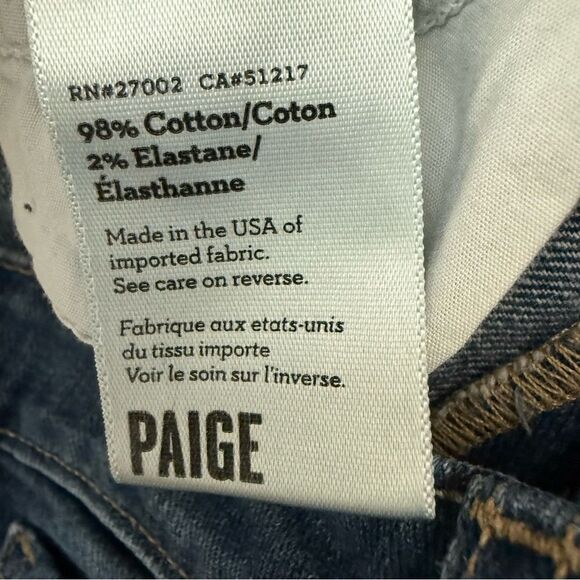 RN#27002 CA#51217
98% Cotton/Coton
2% Elastane/
Élasthanne
Made in the USA of
imported fabric.
See care on reverse.
Fabrique aux etats-unis
du tissu importe
Voir le soin sur l'inverse.
PAIGE